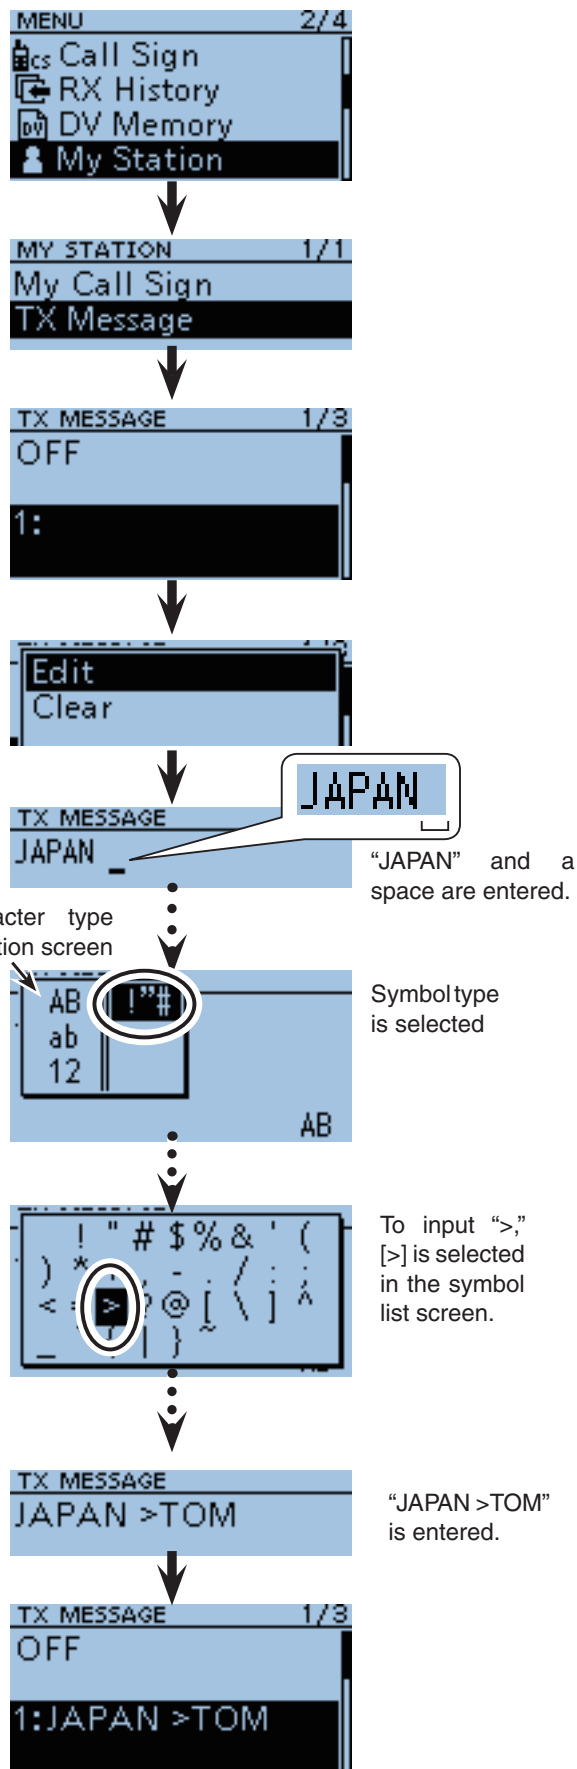 MENU 2/4
CS Call Sign
RX History
DV DV Memory
My Station
MY STATION 1/1
My Call Sign
TX Message
TX MESSAGE 1/3
OFF
1:
Edit
Clear
JAPAN
TX MESSAGE
JAPAN _
“JAPAN” and a
space are entered.
type
screen
AB !”#
ab
12
AB
Symbol type
is selected
! " # $ % & ' (
) * , - . / : ;
< = > ? @ [ \ ] ^
_ ` { | } ~
To input “>,”
[>] is selected
in the symbol
list screen.
TX MESSAGE
JAPAN >TOM
“JAPAN >TOM”
is entered.
TX MESSAGE 1/3
OFF
1:JAPAN >TOM